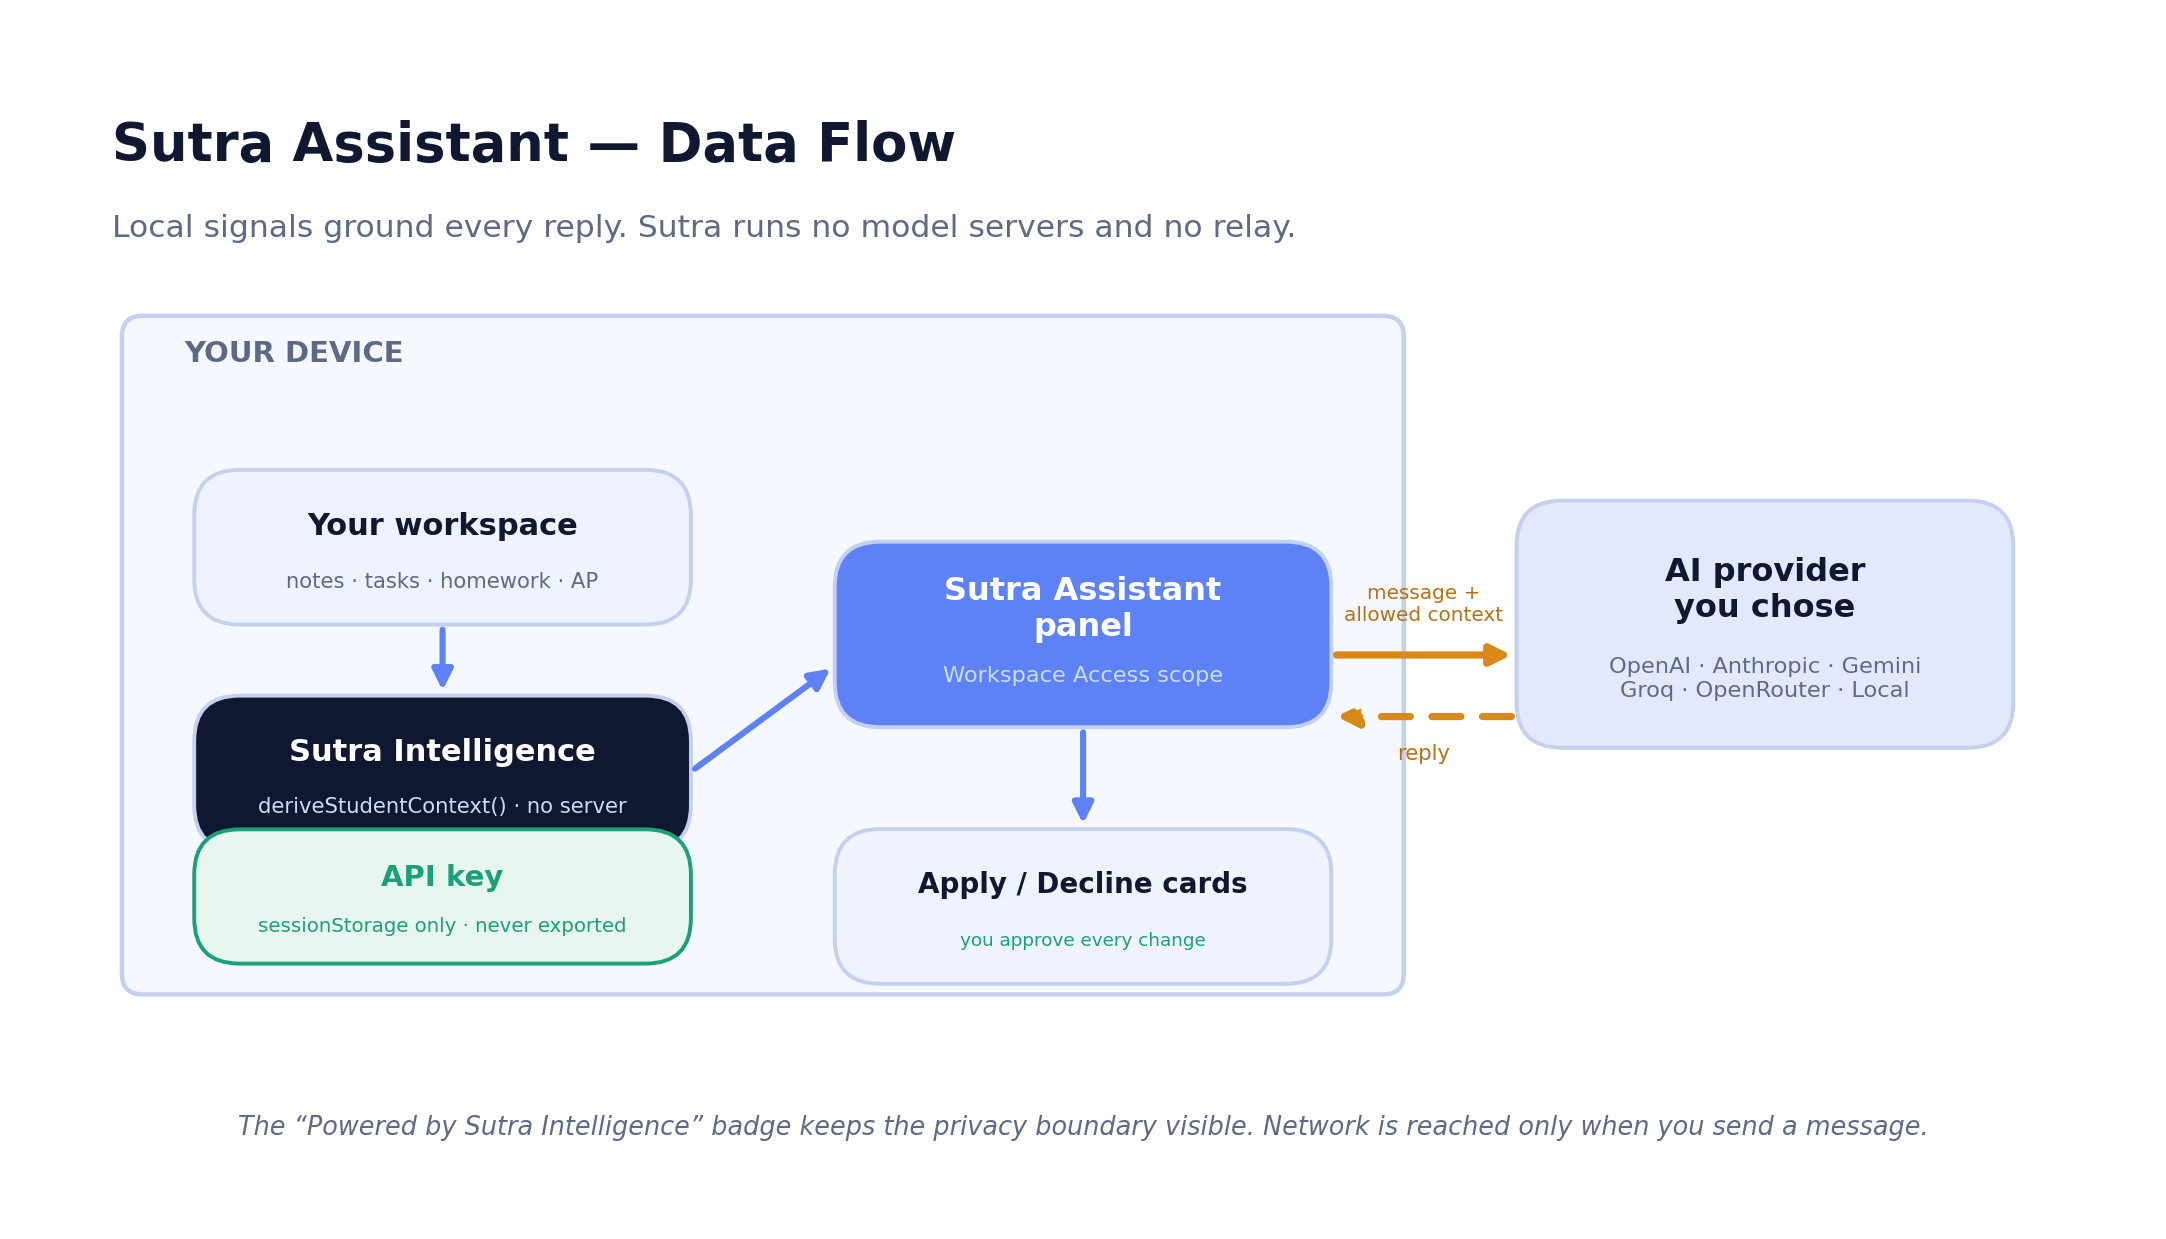 Sutra Assistant — Data Flow
Local signals ground every reply. Sutra runs no model servers and no relay.
YOUR DEVICE
Your workspace
notes · tasks · homework · AP
Sutra Intelligence
deriveStudentContext() · no server
API key
sessionStorage only · never exported
Sutra Assistant
panel
Workspace Access scope
Apply / Decline cards
you approve every change
message +
allowed context
reply
AI provider
you chose
OpenAI · Anthropic · Gemini
Groq · OpenRouter · Local
The “Powered by Sutra Intelligence” badge keeps the privacy boundary visible. Network is reached only when you send a message.